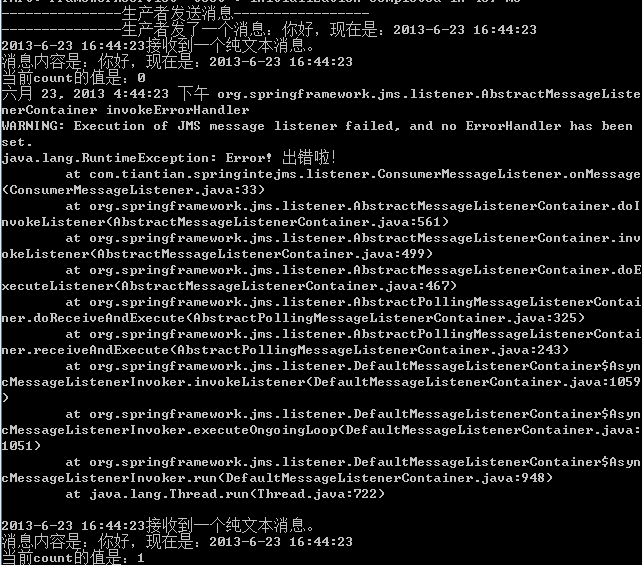 ---------------生产者发送消息-----------------
---------------生产者发了一个消息：你好，现在是：2013-6-23 16:44:23
2013-6-23 16:44:23接收到一个纯文本消息。
消息内容是：你好，现在是：2013-6-23 16:44:23
当前count的值是：0
六月 23, 2013 4:44:23 下午 org.springframework.jms.listener.AbstractMessageListe
nerContainer invokeErrorHandler
WARNING: Execution of JMS message listener failed, and no ErrorHandler has been
set.
java.lang.RuntimeException: Error! 出错啦!
at com.tiantian.springintejms.listener.ConsumerMessageListener.onMessage
(ConsumerMessageListener.java:33)
at org.springframework.jms.listener.AbstractMessageListenerContainer.doI
nvokeListener(AbstractMessageListenerContainer.java:561)
at org.springframework.jms.listener.AbstractMessageListenerContainer.inv
okeListener(AbstractMessageListenerContainer.java:499)
at org.springframework.jms.listener.AbstractMessageListenerContainer.doE
xecuteListener(AbstractMessageListenerContainer.java:467)
at org.springframework.jms.listener.AbstractPollingMessageListenerContai
ner.doReceiveAndExecute(AbstractPollingMessageListenerContainer.java:325)
at org.springframework.jms.listener.AbstractPollingMessageListenerContai
ner.receiveAndExecute(AbstractPollingMessageListenerContainer.java:243)
at org.springframework.jms.listener.DefaultMessageListenerContainer$Asyn
cMessageListenerInvoker.invokeListener(DefaultMessageListenerContainer.java:1059
)
at org.springframework.jms.listener.DefaultMessageListenerContainer$Asyn
cMessageListenerInvoker.executeOngoingLoop(DefaultMessageListenerContainer.java:
1051)
at org.springframework.jms.listener.DefaultMessageListenerContainer$Asyn
cMessageListenerInvoker.run(DefaultMessageListenerContainer.java:948)
at java.lang.Thread.run(Thread.java:722)
2013-6-23 16:44:23接收到一个纯文本消息。
消息内容是：你好，现在是：2013-6-23 16:44:23
当前count的值是：1